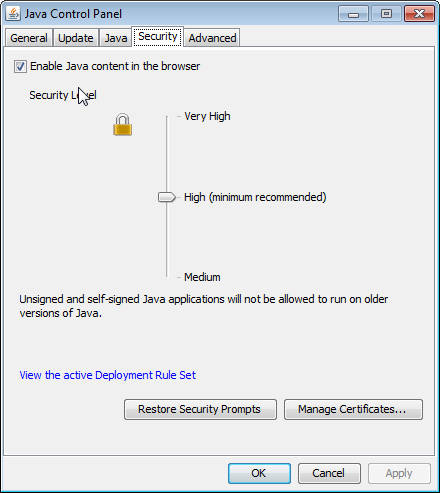 Java Control Panel
General Update Java Security Advanced
Enable Java content in the browser
Security Level
Very High
High (minimum recommended)
Medium
Unsigned and self-signed Java applications will not be allowed to run on older
versions of Java.
View the active Deployment Rule Set
Restore Security Prompts Manage Certificates...
OK Cancel Apply